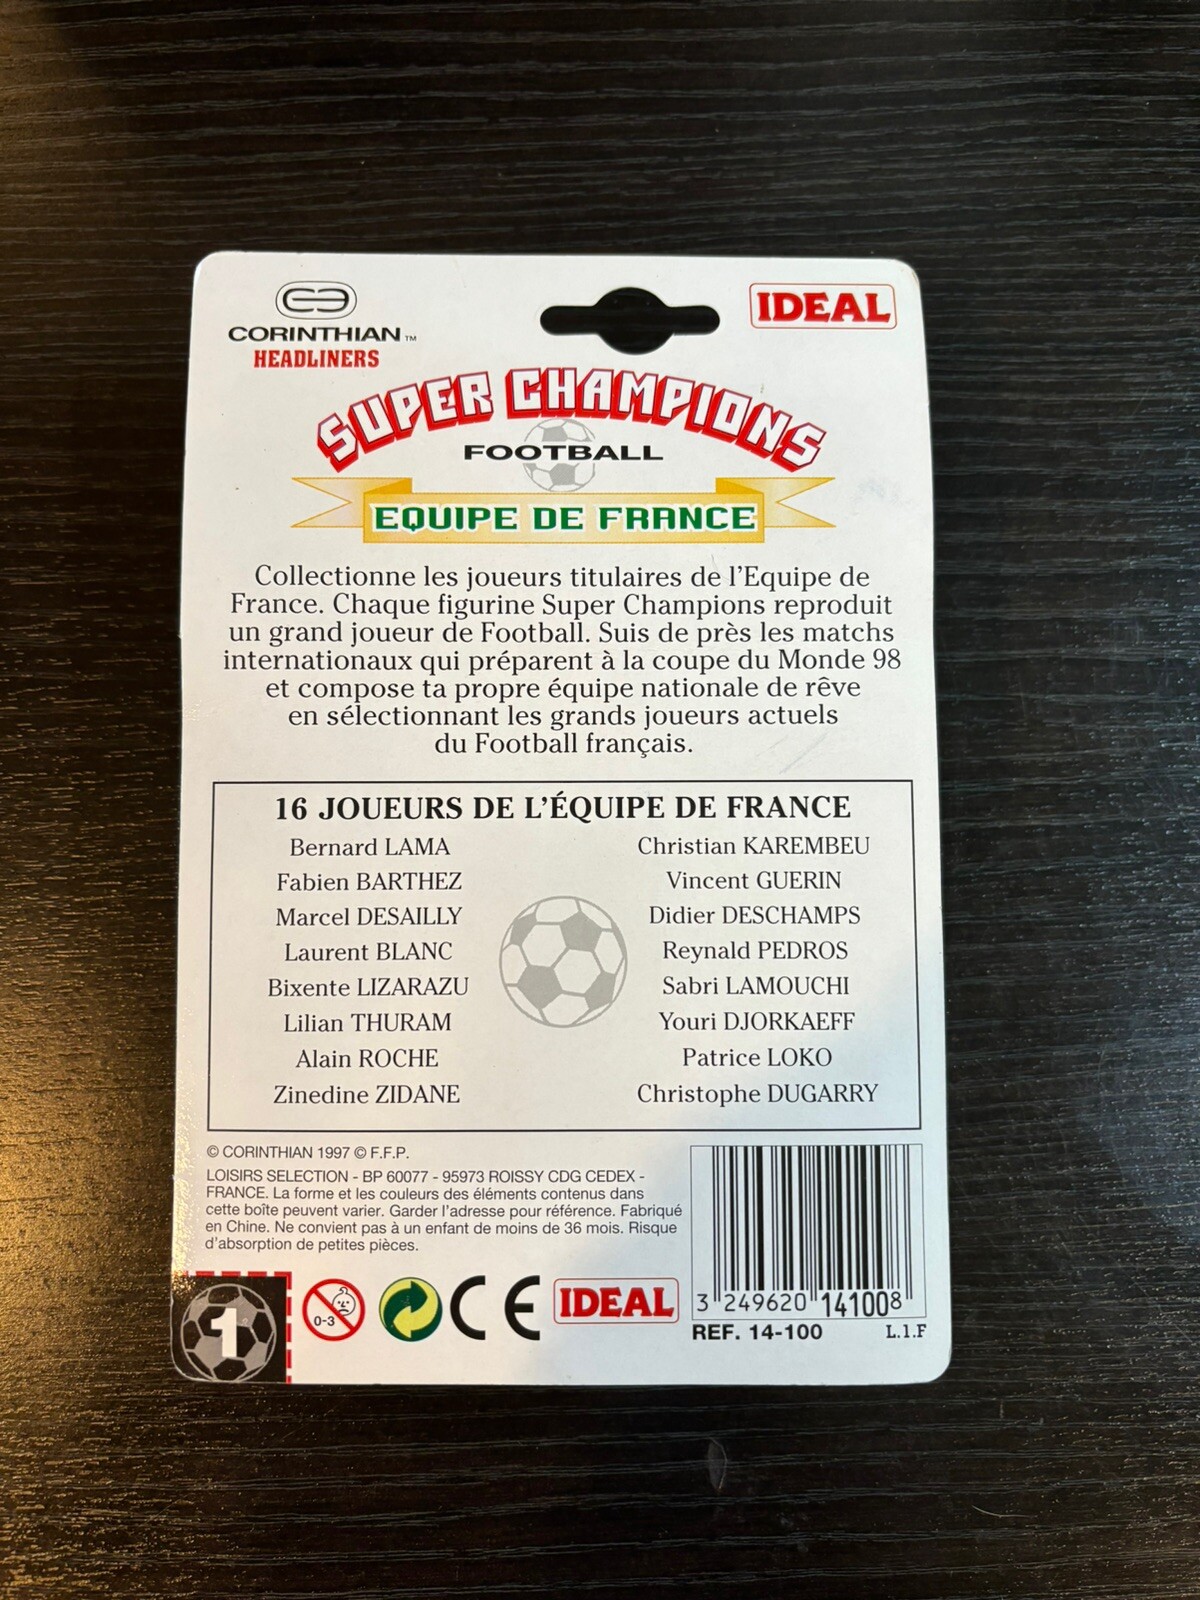 CORINTHIAN™
HEADLINERS
IDEAL
SUPER CHAMPIONS
FOOTBALL
EQUIPE DE FRANCE
Collectionne les joueurs titulaires de l'Equipe de
France. Chaque figurine Super Champions reproduit
un grand joueur de Football. Suis de près les matchs
internationaux qui préparent à la coupe du Monde 98
et compose ta propre équipe nationale de rêve
en sélectionnant les grands joueurs actuels
du Football français.
16 JOUEURS DE L'ÉQUIPE DE FRANCE
Bernard LAMA
Fabien BARTHEZ
Marcel DESAILLY
Laurent BLANC
Bixente LIZARAZU
Lilian THURAM
Alain ROCHE
Zinedine ZIDANE
Christian KAREMBEU
Vincent GUERIN
Didier DESCHAMPS
Reynald PEDROS
Sabri LAMOUCHI
Youri DJORKAEFF
Patrice LOKO
Christophe DUGARRY
© CORINTHIAN 1997 © F.F.P.
LOISIRS SELECTION - BP 60077 - 95973 ROISSY CDG CEDEX -
FRANCE. La forme et les couleurs des éléments contenus dans
cette boîte peuvent varier. Garder l'adresse pour référence. Fabriqué
en Chine. Ne convient pas à un enfant de moins de 36 mois. Risque
d'absorption de petites pièces.
1
0-3
CE
IDEAL
3 249620 141008
REF. 14-100
L.1.F